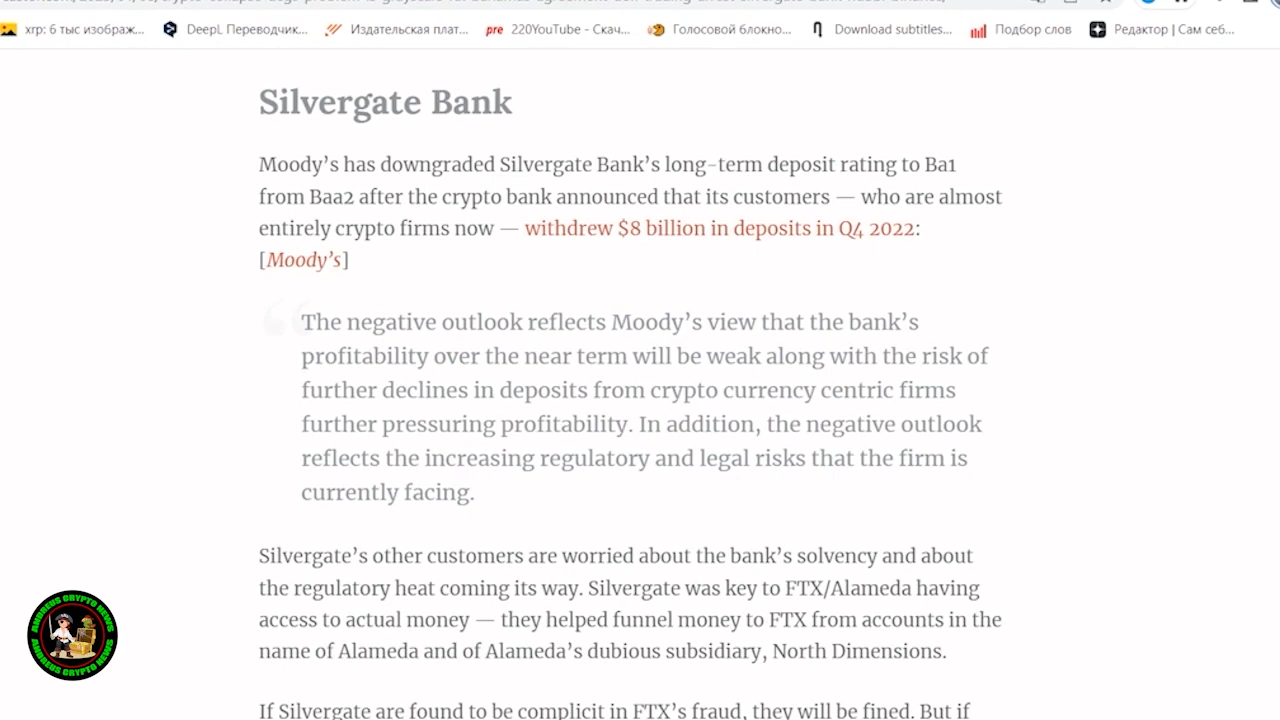 xrp: 6 тыс изображ...
DeepL Переводчик...
Издательская плат...
pre 220YouTube - Скач...
Голосовой блокно...
Download subtitles...
Подбор слов
Редактор | Сам себ...
Silvergate Bank
Moody’s has downgraded Silvergate Bank’s long-term deposit rating to Ba1
from Baa2 after the crypto bank announced that its customers — who are almost
entirely crypto firms now — withdrew $8 billion in deposits in Q4 2022:
[Moody’s]
The negative outlook reflects Moody’s view that the bank’s
profitability over the near term will be weak along with the risk of
further declines in deposits from crypto currency centric firms
further pressuring profitability. In addition, the negative outlook
reflects the increasing regulatory and legal risks that the firm is
currently facing.
Silvergate’s other customers are worried about the bank’s solvency and about
the regulatory heat coming its way. Silvergate was key to FTX/Alameda having
access to actual money — they helped funnel money to FTX from accounts in the
name of Alameda and of Alameda’s dubious subsidiary, North Dimensions.
If Silvergate are found to be complicit in FTX’s fraud, they will be fined. But if
ANDREUS CRYPTO NEWS
ANDREUS CRYPTO NEWS